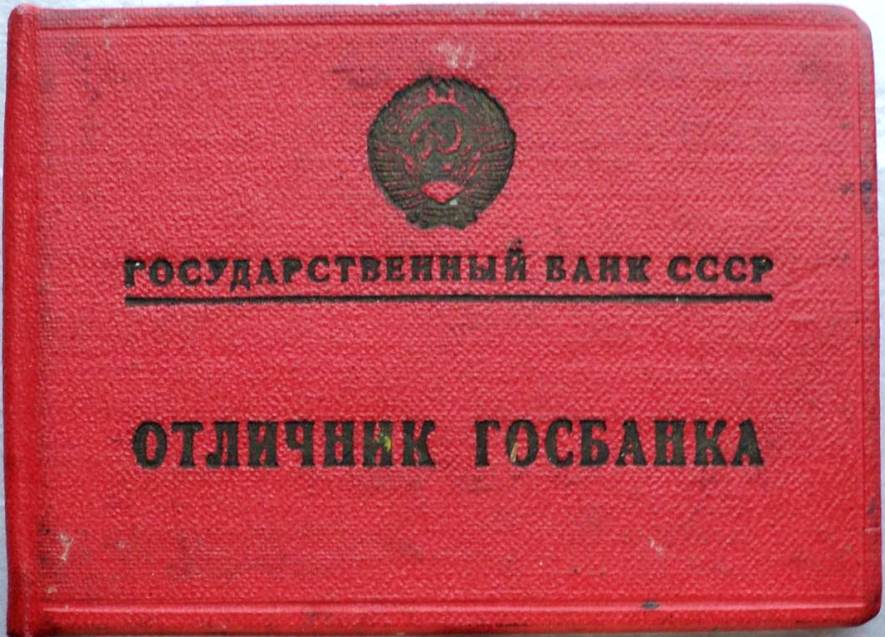 ГОСУДАРСТВЕННЫЙ БАНК СССР
ОТЛИЧНИК ГОСБАНКА